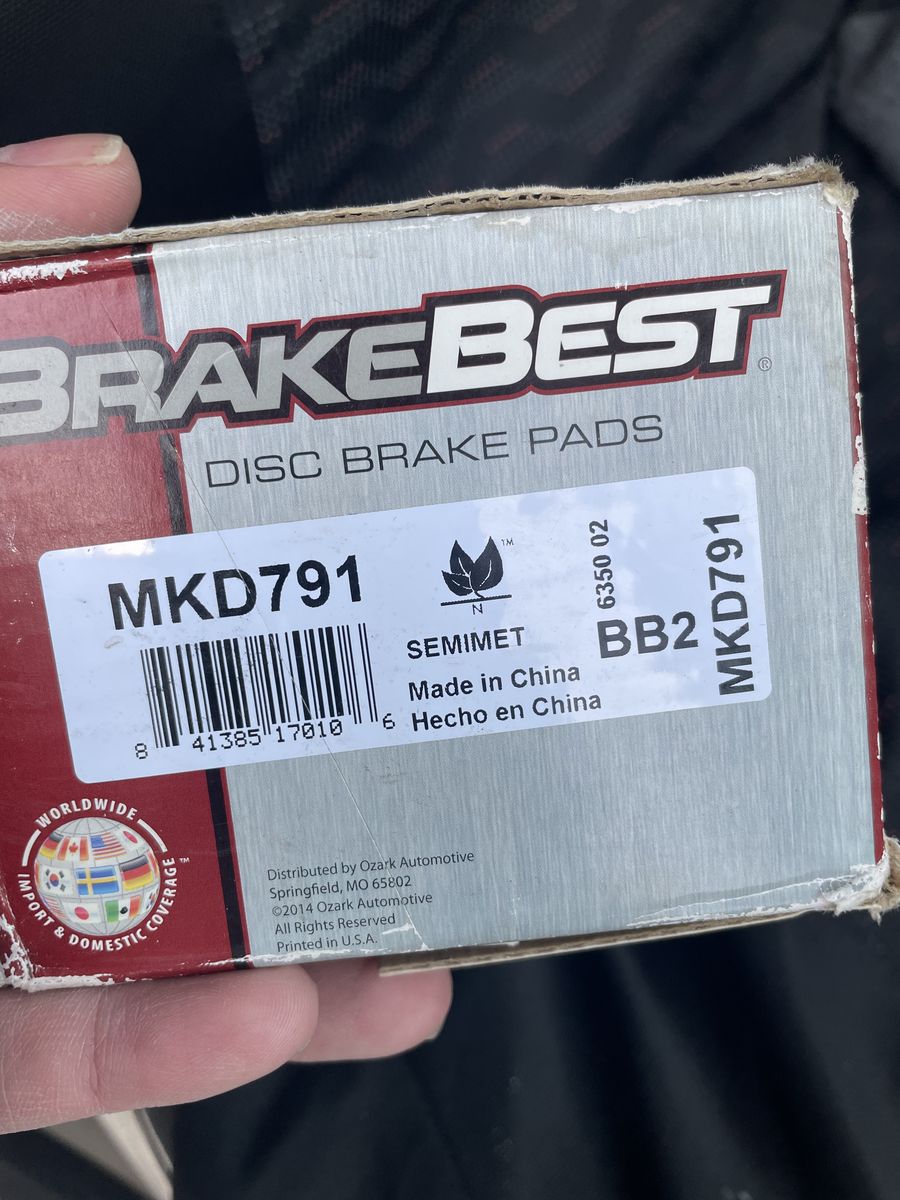 BRAKEBEST®
DISC BRAKE PADS
MKD791
8 41385 17010 6
TM
N
SEMIMET
Made in China
Hecho en China
6350 02
BB2
MKD791
WORLDWIDE
IMPORT & DOMESTIC COVERAGE™
Distributed by Ozark Automotive
Springfield, MO 65802
©2014 Ozark Automotive
All Rights Reserved
Printed in U.S.A.